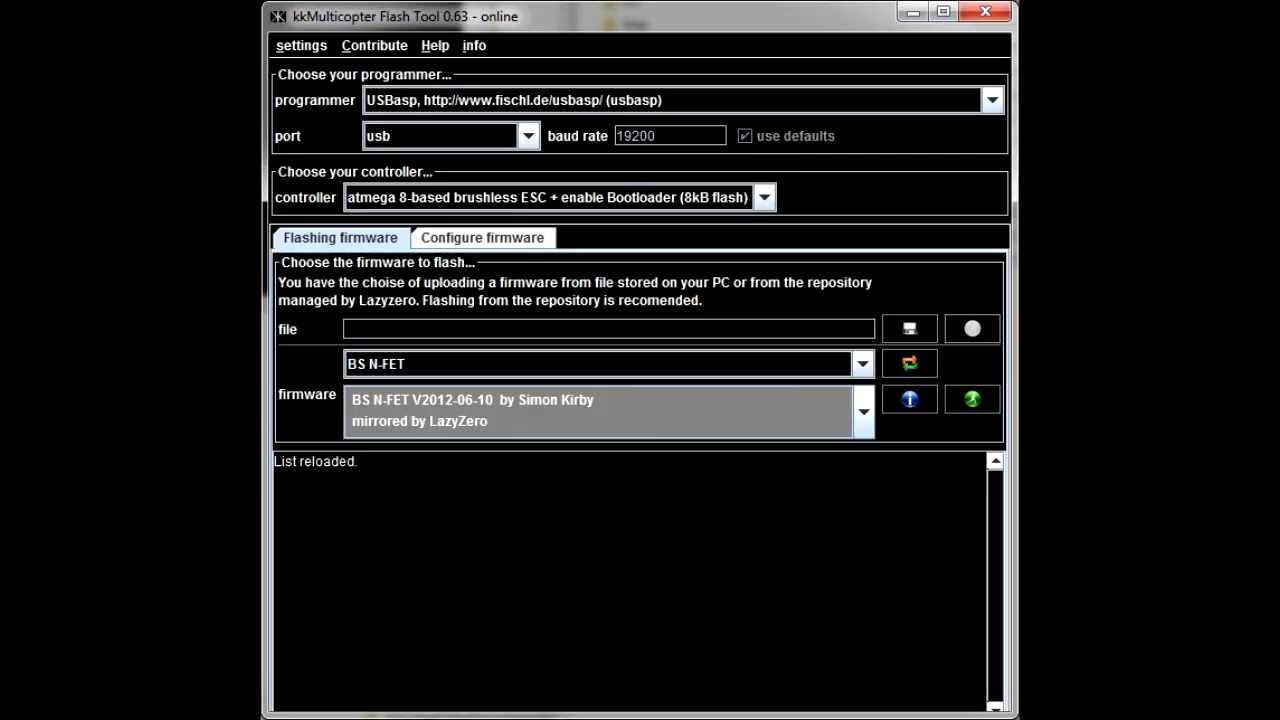 kkMulticopter Flash Tool 0.63 - online
settings Contribute Help info
Choose your programmer...
programmer USBasp, http://www.fischl.de/usbasp/ (usbasp)
port usb baud rate 19200 use defaults
Choose your controller...
controller atmega 8-based brushless ESC + enable Bootloader (8kB flash)
Flashing firmware Configure firmware
Choose the firmware to flash...
You have the choise of uploading a firmware from file stored on your PC or from the repository
managed by Lazyzero. Flashing from the repository is recomended.
file
BS N-FET
firmware
BS N-FET V2012-06-10 by Simon Kirby
mirrored by LazyZero
List reloaded.